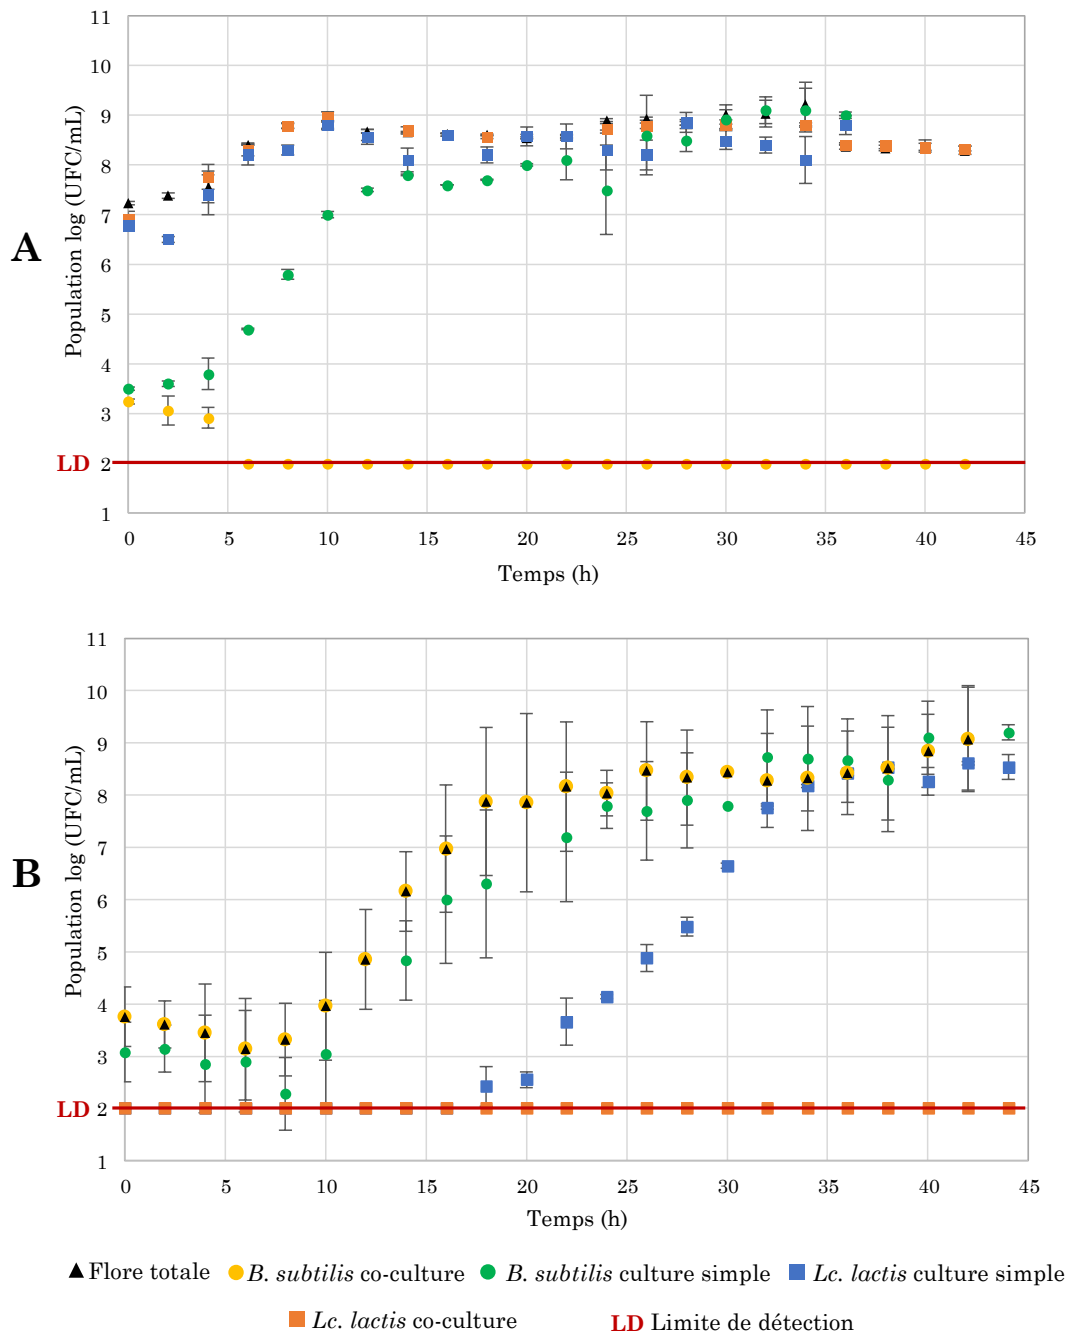 A
Population log (UFC/mL)
11
10
9
8
7
6
5
4
3
LD 2
1
0 5 10 15 20 25 30 35 40 45
Temps (h)
B
Population log (UFC/mL)
11
10
9
8
7
6
5
4
3
LD 2
1
0 5 10 15 20 25 30 35 40 45
Temps (h)
Flore totale B. subtilis co-culture B. subtilis culture simple Lc. lactis culture simple
Lc. lactis co-culture LD Limite de détection